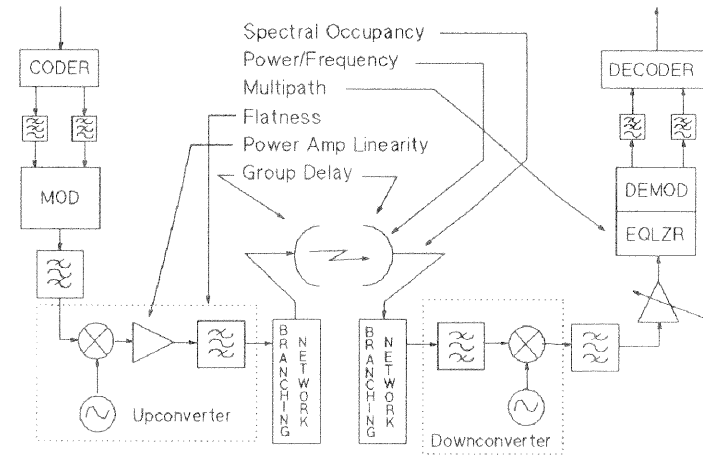 Spectral Occupancy
Power/Frequency
Multipath
Flatness
Power Amp Linearity
Group Delay
CODER
MOD
DECODER
DEMOD
EQLZR
Upconverter
BRANCHING NETWORK
BRANCHING NETWORK
Downconverter